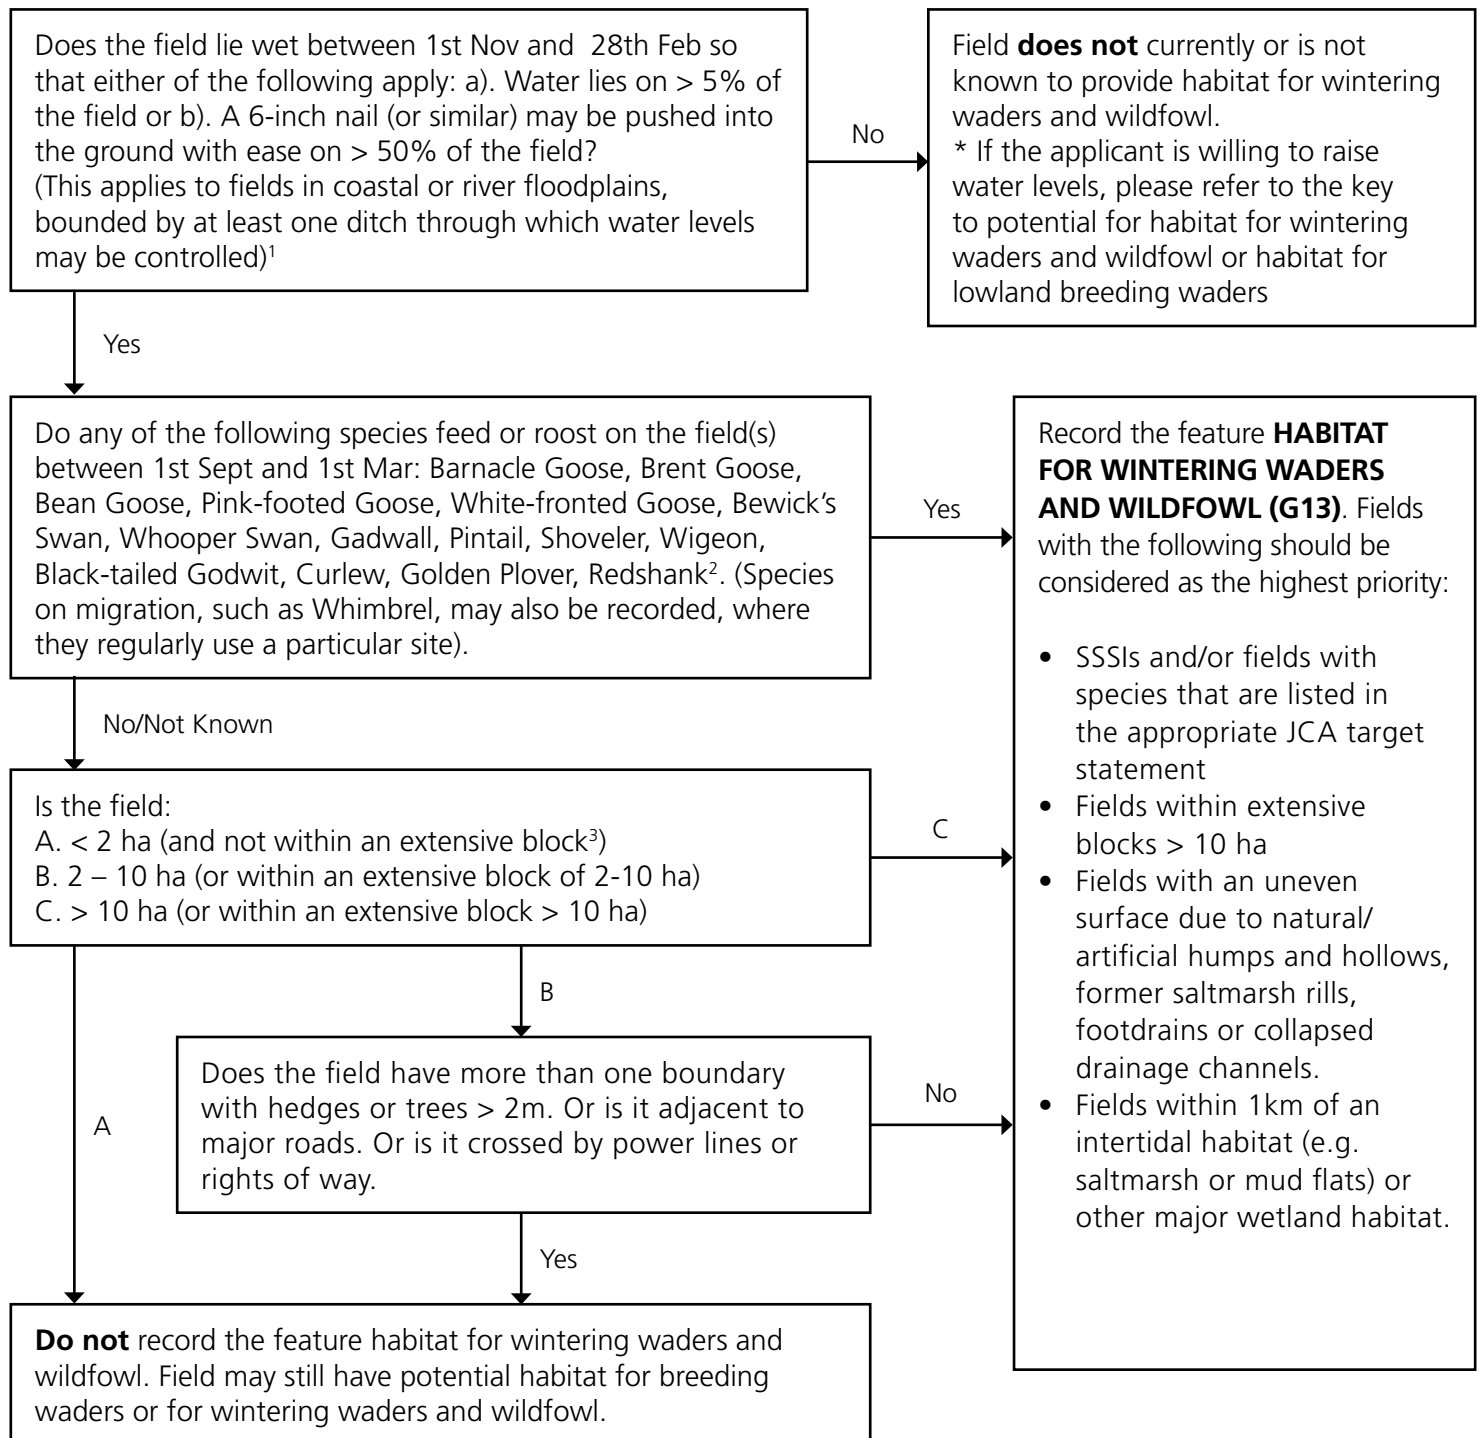 Does the field lie wet between 1st Nov and 28th Feb so
that either of the following apply: a). Water lies on > 5% of
the field or b). A 6-inch nail (or similar) may be pushed into
the ground with ease on > 50% of the field?
(This applies to fields in coastal or river floodplains,
bounded by at least one ditch through which water levels
may be controlled)¹
No
Field does not currently or is not
known to provide habitat for wintering
waders and wildfowl.
* If the applicant is willing to raise
water levels, please refer to the key
to potential for habitat for wintering
waders and wildfowl or habitat for
lowland breeding waders
Yes
Do any of the following species feed or roost on the field(s)
between 1st Sept and 1st Mar: Barnacle Goose, Brent Goose,
Bean Goose, Pink-footed Goose, White-fronted Goose, Bewick's
Swan, Whooper Swan, Gadwall, Pintail, Shoveler, Wigeon,
Black-tailed Godwit, Curlew, Golden Plover, Redshank². (Species
on migration, such as Whimbrel, may also be recorded, where
they regularly use a particular site).
Yes
Record the feature HABITAT
FOR WINTERING WADERS
AND WILDFOWL (G13). Fields
with the following should be
considered as the highest priority:
• SSSIs and/or fields with
species that are listed in
the appropriate JCA target
statement
• Fields within extensive
blocks > 10 ha
• Fields with an uneven
surface due to natural/
artificial humps and hollows,
former saltmarsh rills,
footdrains or collapsed
drainage channels.
• Fields within 1km of an
intertidal habitat (e.g.
saltmarsh or mud flats) or
other major wetland habitat.
No/Not Known
Is the field:
A. < 2 ha (and not within an extensive block³)
B. 2 – 10 ha (or within an extensive block of 2-10 ha)
C. > 10 ha (or within an extensive block > 10 ha)
C
B
A
Does the field have more than one boundary
with hedges or trees > 2m. Or is it adjacent to
major roads. Or is it crossed by power lines or
rights of way.
No
Yes
Do not record the feature habitat for wintering waders and
wildfowl. Field may still have potential habitat for breeding
waders or for wintering waders and wildfowl.